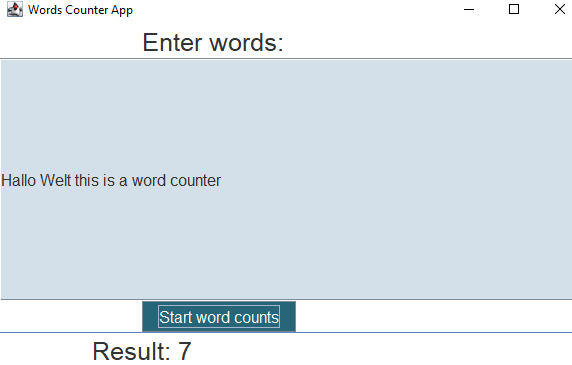 Words Counter App
Enter words:
Hallo Welt this is a word counter
Start word counts
Result: 7